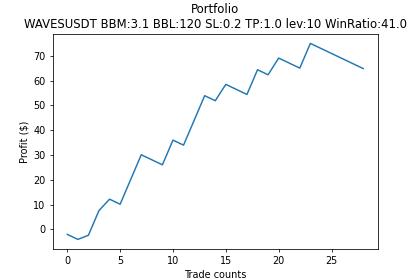 Portfolio
WAVESUSDT BBM:3.1 BBL:120 SL:0.2 TP:1.0 lev:10 WinRatio:41.0
70
60
50
40
30
20
10
0
Profit ($)
0 5 10 15 20 25
Trade counts